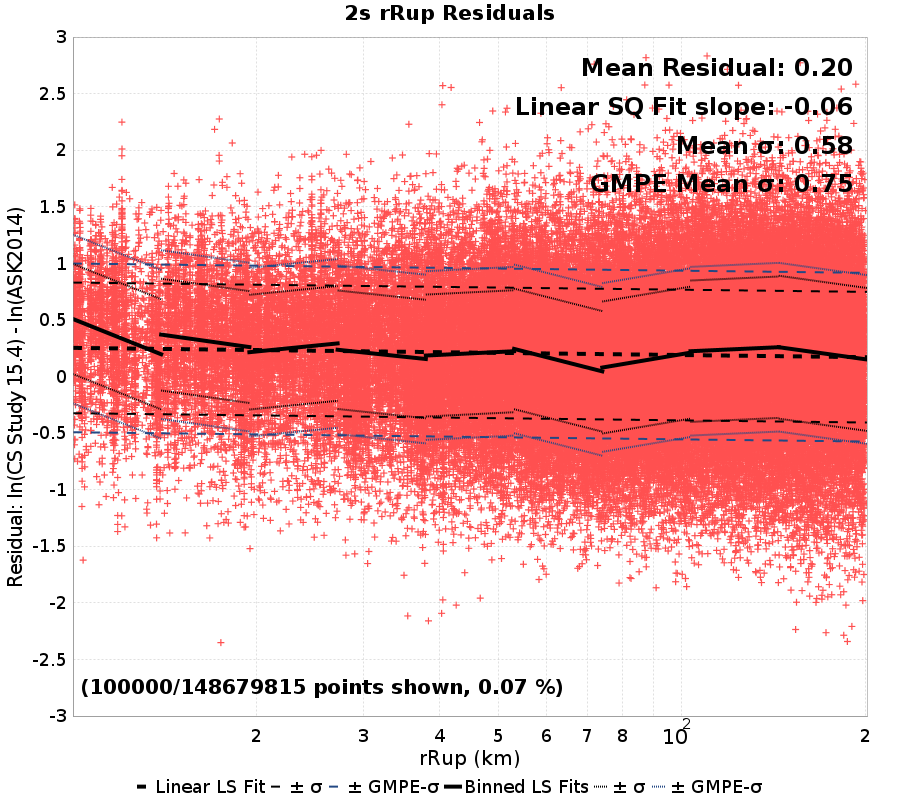 2s rRup Residuals
Mean Residual: 0.20
Linear SQ Fit slope: -0.06
Mean σ: 0.58
GMPE Mean σ: 0.75
Residual: ln(CS Study 15.4) - ln(ASK2014)
3
2.5
2
1.5
1
0.5
0
-0.5
-1
-1.5
-2
-2.5
-3
(100000/148679815 points shown, 0.07 %)
2 3 4 5 6 7 8 10² 2
rRup (km)
Linear LS Fit ± σ ± GMPE-σ Binned LS Fits ± σ ± GMPE-σ